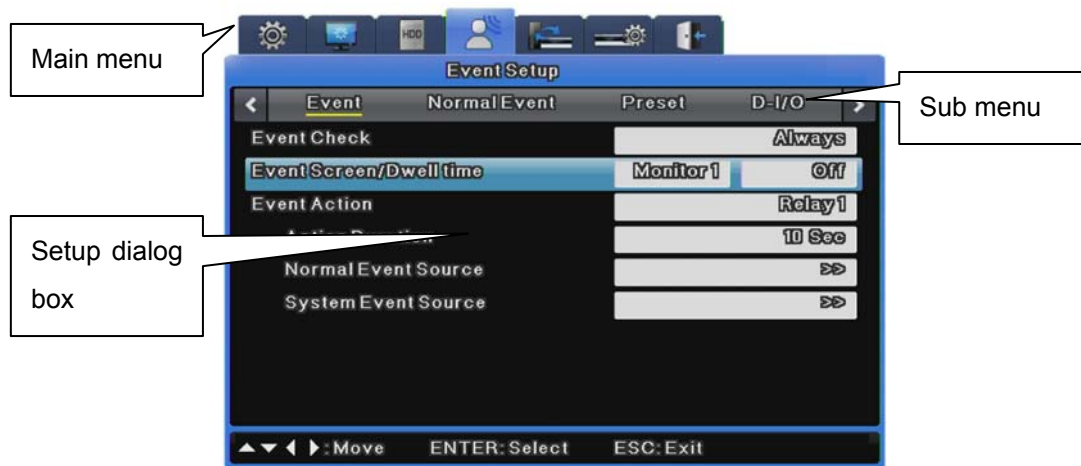 Main menu
HDD
Event Setup
Event Normal Event Preset D-I/O
Sub menu
Event Check Always
Event Screen/Dwell time Monitor 1 Off
Event Action Relay 1
Setup dialog
box
10 Sec
Normal Event Source >>
System Event Source >>
:Move ENTER:Select ESC:Exit